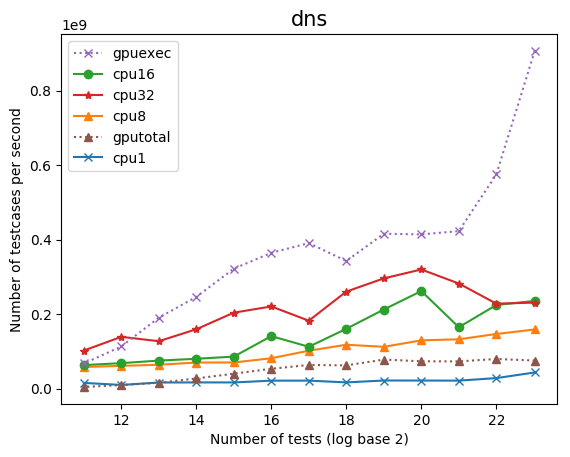 dns
1e9
gpuexec
cpu16
cpu32
cpu8
gputotal
cpu1
0.8
0.6
0.4
0.2
0.0
Number of testcases per second
12 14 16 18 20 22
Number of tests (log base 2)